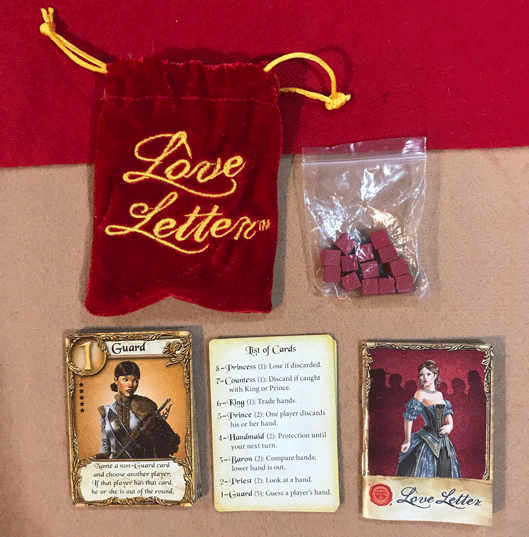 Love
Letter™
1 Guard
Name a non-Guard card
and choose another player.
If that player has that card,
he or she is out of the round.
List of Cards
8–Princess (1): Lose if discarded.
7–Countess (1): Discard if caught
with King or Prince.
6–King (1): Trade hands.
5–Prince (2): One player discards
his or her hand.
4–Handmaid (2): Protection until
your next turn.
3–Baron (2): Compare hands;
lower hand is out.
2–Priest (2): Look at a hand.
1–Guard (5): Guess a player's hand.
Love Letter